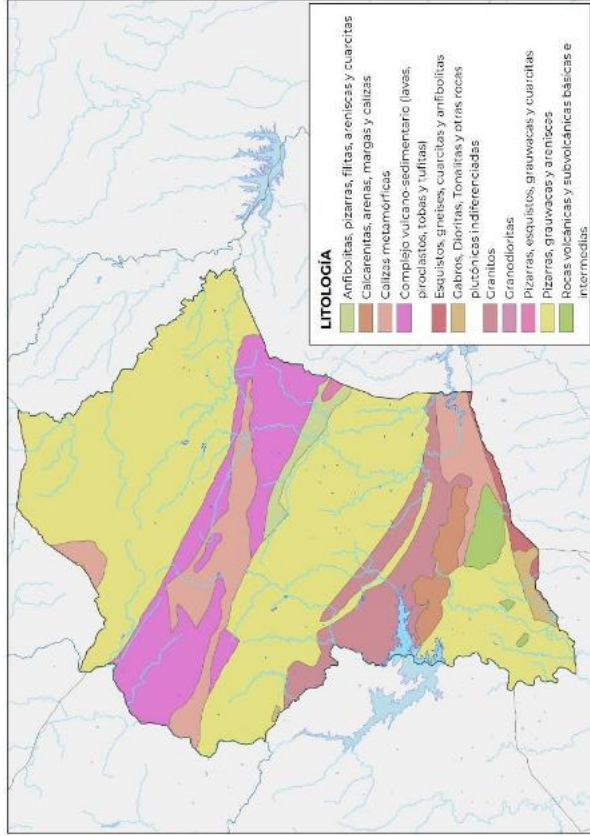 LITOLOGÍA
Anfibolitas, pizarras, filitas, areniscas y cuarcitas
Calcarenitas, arenas, margas y calizas
Calizas metamórficas
Complejo vulcano-sedimentario (lavas,
piroclastos, tobas y tufitas)
Esquistos, gneises, cuarcitas y anfibolitas
Gabros, Dioritas, Tonalitas y otras rocas
plutónicas indiferenciadas
Granitos
Granodioritas
Pizarras, esquistos, grauwacas y cuarcitas
Pizarras, grauwacas y areniscas
Rocas volcánicas y subvolcánicas básicas e
intermedias